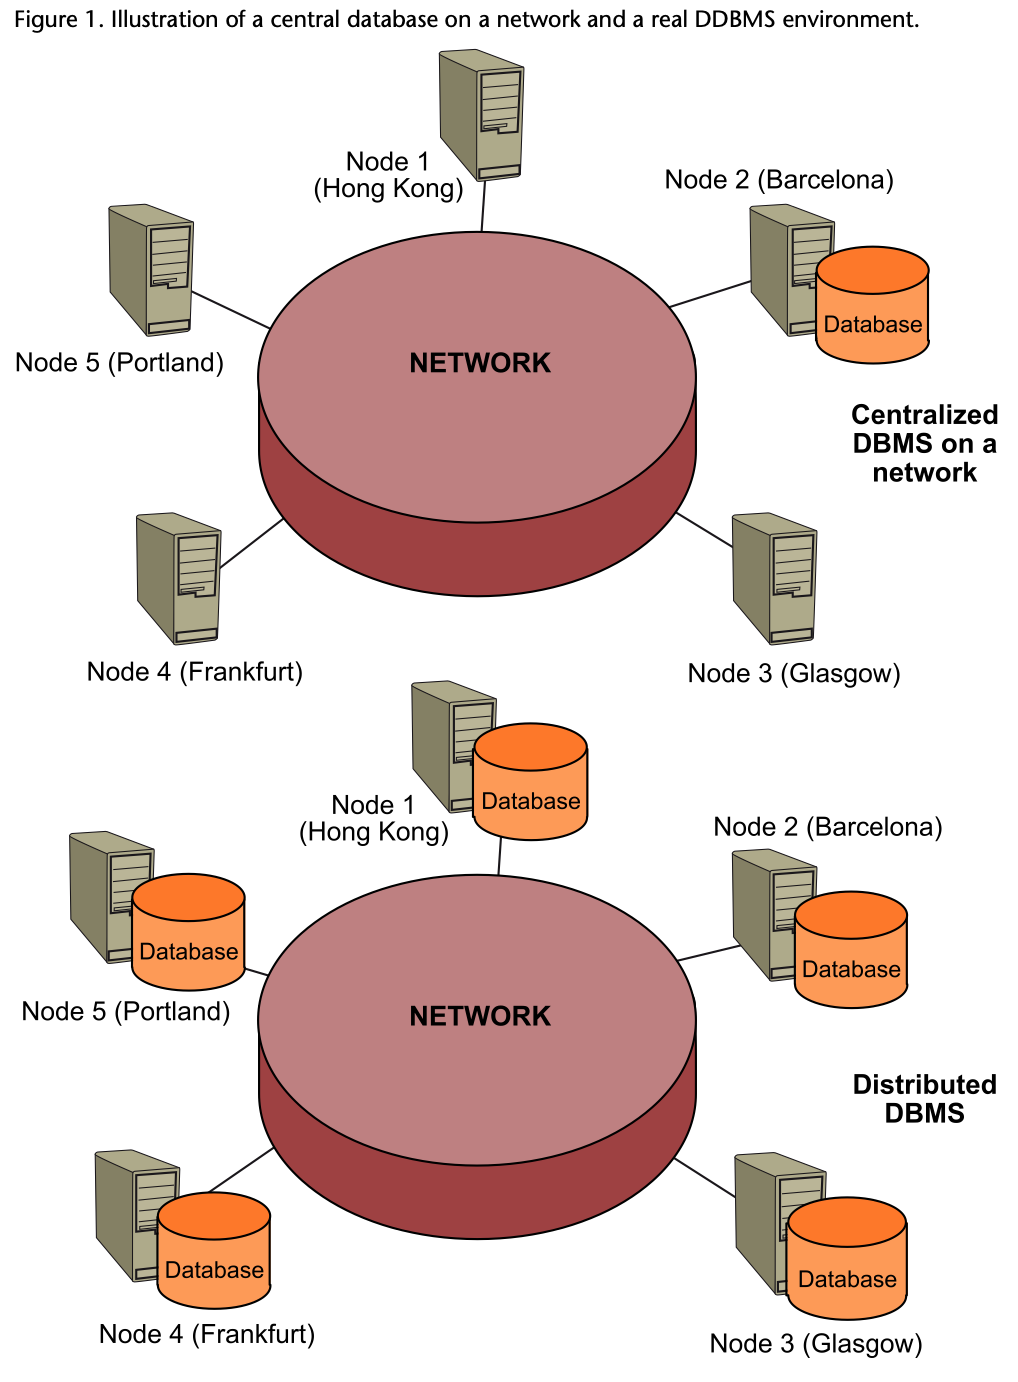 Figure 1. Illustration of a central database on a network and a real DDBMS environment.
Node 1
(Hong Kong)
Node 2 (Barcelona)
Database
Node 5 (Portland)
NETWORK
Centralized
DBMS on a
network
Node 4 (Frankfurt)
Node 3 (Glasgow)
Node 1
(Hong Kong)
Database
Node 2 (Barcelona)
Database
Database
Node 5 (Portland)
NETWORK
Distributed
DBMS
Database
Node 4 (Frankfurt)
Database
Node 3 (Glasgow)